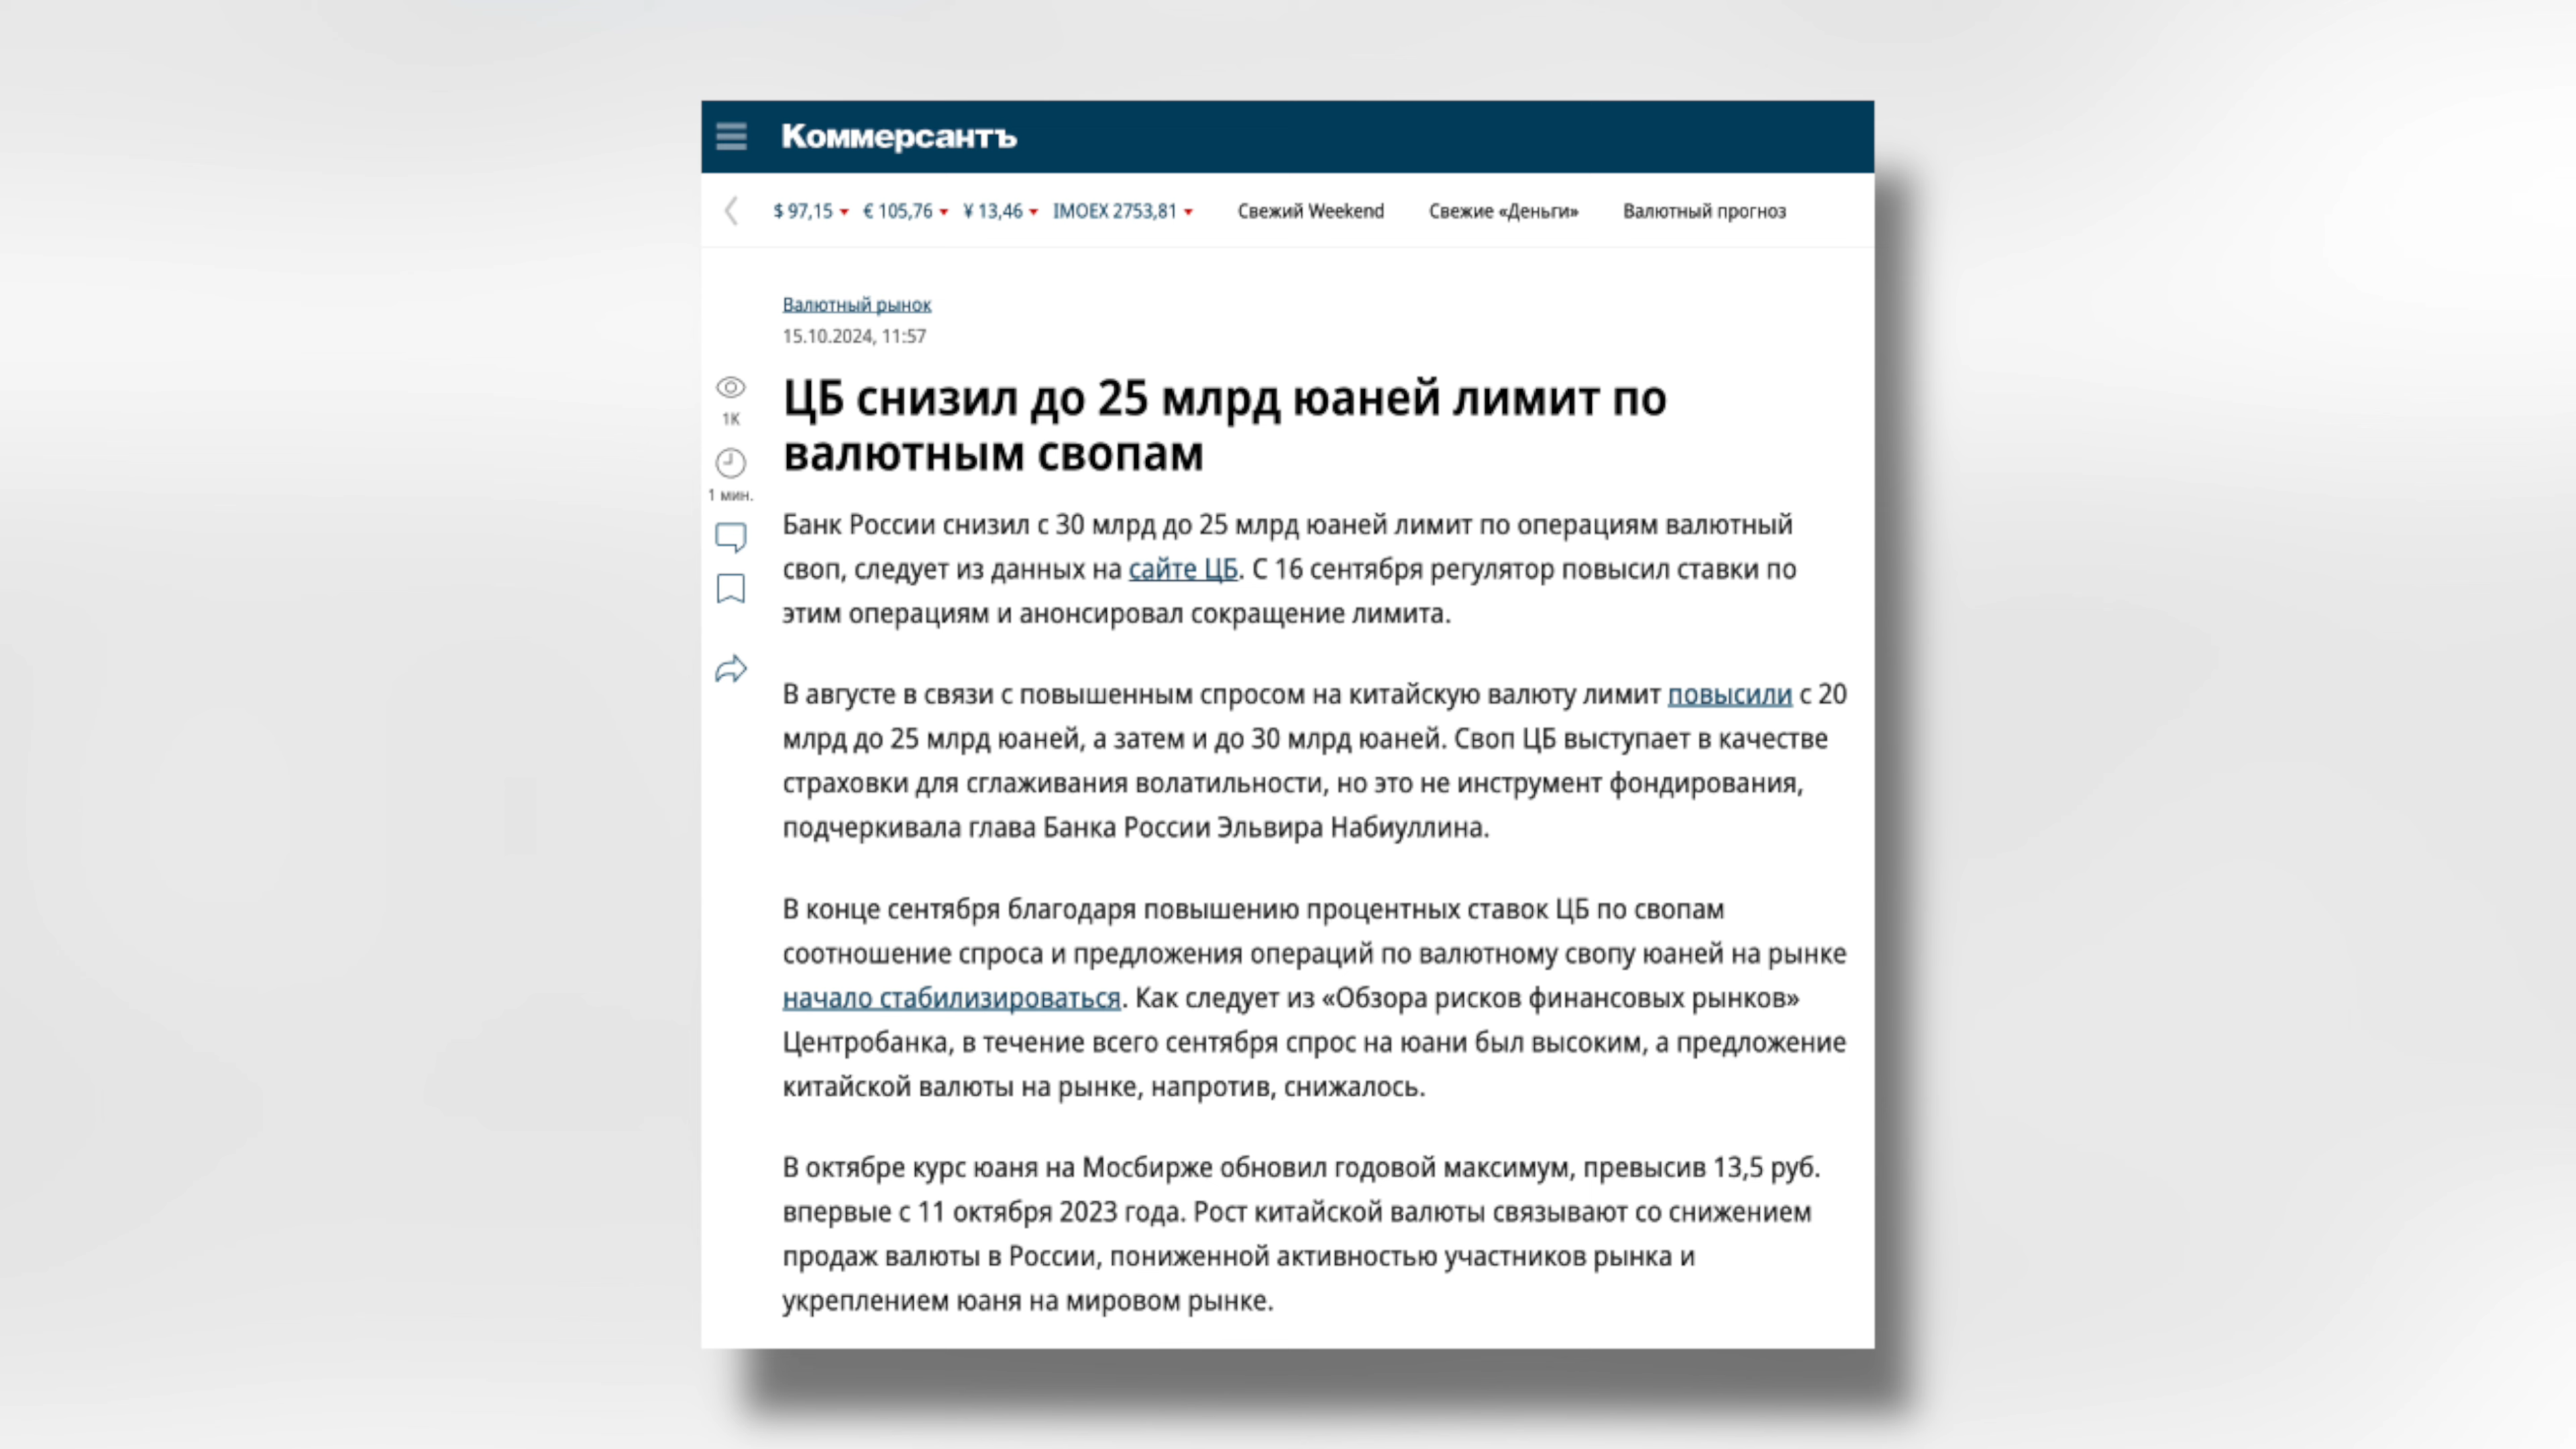 Коммерсантъ
$ 97,15 € 105,76 ¥ 13,46 IMOEX 2753,81 Свежий Weekend Свежие «Деньги» Валютный прогноз
Валютный рынок
15.10.2024, 11:57
1K
1 мин.
ЦБ снизил до 25 млрд юаней лимит по
валютным свопам
Банк России снизил с 30 млрд до 25 млрд юаней лимит по операциям валютный
своп, следует из данных на сайте ЦБ. С 16 сентября регулятор повысил ставки по
этим операциям и анонсировал сокращение лимита.
В августе в связи с повышенным спросом на китайскую валюту лимит повысили с 20
млрд до 25 млрд юаней, а затем и до 30 млрд юаней. Своп ЦБ выступает в качестве
страховки для сглаживания волатильности, но это не инструмент фондирования,
подчеркивала глава Банка России Эльвира Набиуллина.
В конце сентября благодаря повышению процентных ставок ЦБ по свопам
соотношение спроса и предложения операций по валютному свопу юаней на рынке
начало стабилизироваться. Как следует из «Обзора рисков финансовых рынков»
Центробанка, в течение всего сентября спрос на юани был высоким, а предложение
китайской валюты на рынке, напротив, снижалось.
В октябре курс юаня на Мосбирже обновил годовой максимум, превысив 13,5 руб.
впервые с 11 октября 2023 года. Рост китайской валюты связывают со снижением
продаж валюты в России, пониженной активностью участников рынка и
укреплением юаня на мировом рынке.